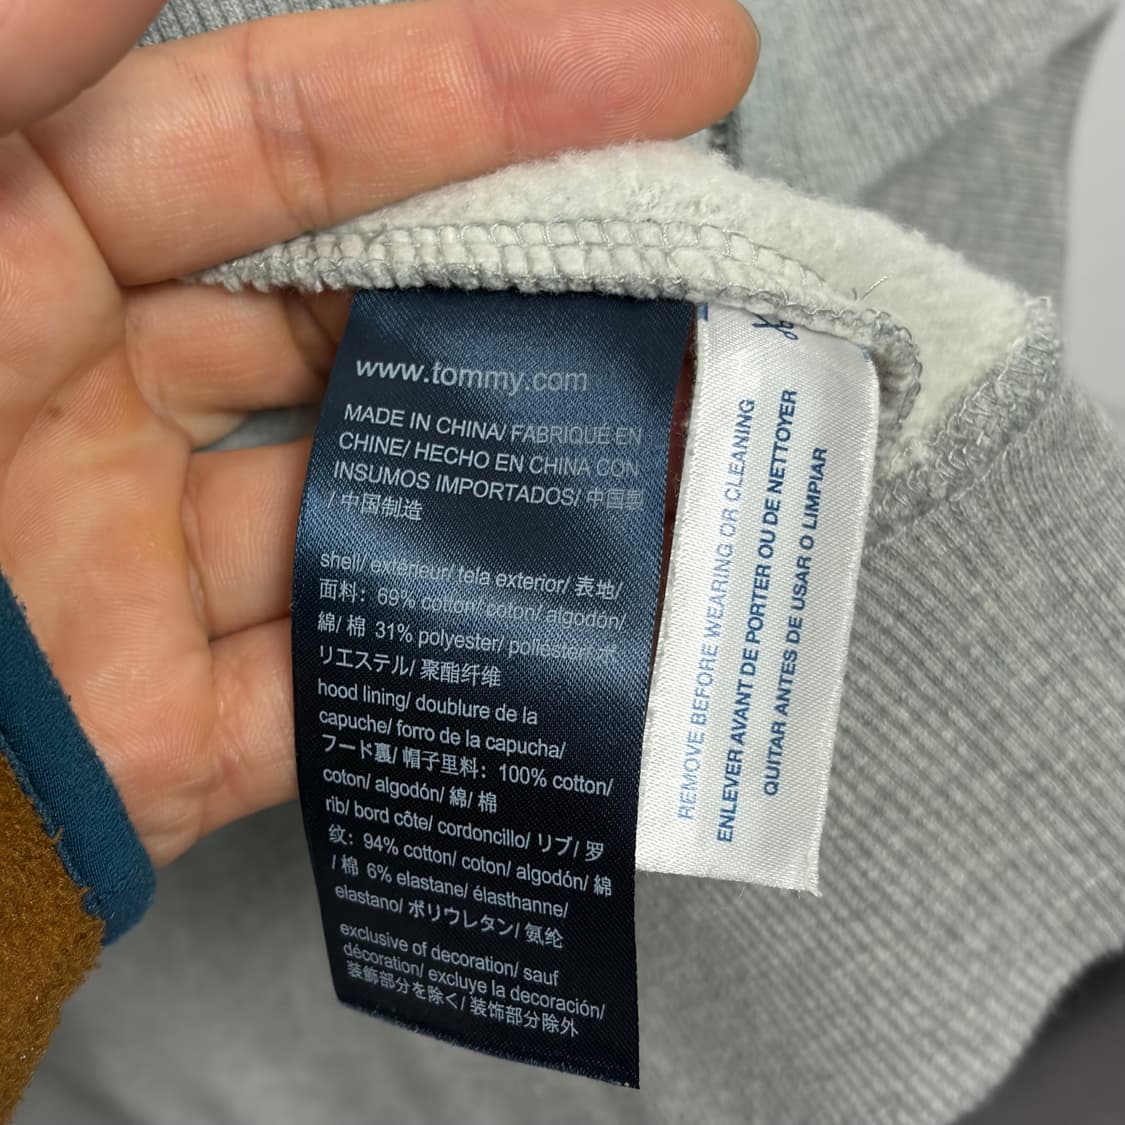 www.tommy.com
MADE IN CHINA/ FABRIQUÉ EN
CHINE/ HECHO EN CHINA CON
INSUMOS IMPORTADOS/ 中国製
/ 中国制造
shell/ extérieur/ tela exterior/ 表地/
面料: 69% cotton/ coton/ algodón/
綿/ 棉 31% polyester/ poliéster/ ポ
リエステル/ 聚酯纤维
hood lining/ doublure de la
capuche/ forro de la capucha/
フード裏/ 帽子里料: 100% cotton/
coton/ algodón/ 綿/ 棉
rib/ bord côte/ cordoncillo/ リブ/ 罗
纹: 94% cotton/ coton/ algodón/ 綿
/ 棉 6% elastane/ élasthanne/
elastano/ ポリウレタン/ 氨纶
exclusive of decoration/ sauf
décoration/ excluye la decoración/
装飾部分を除く/ 装饰部分除外
REMOVE BEFORE WEARING OR CLEANING
ENLEVER AVANT DE PORTER OU DE NETTOYER
QUITAR ANTES DE USAR O LIMPIAR